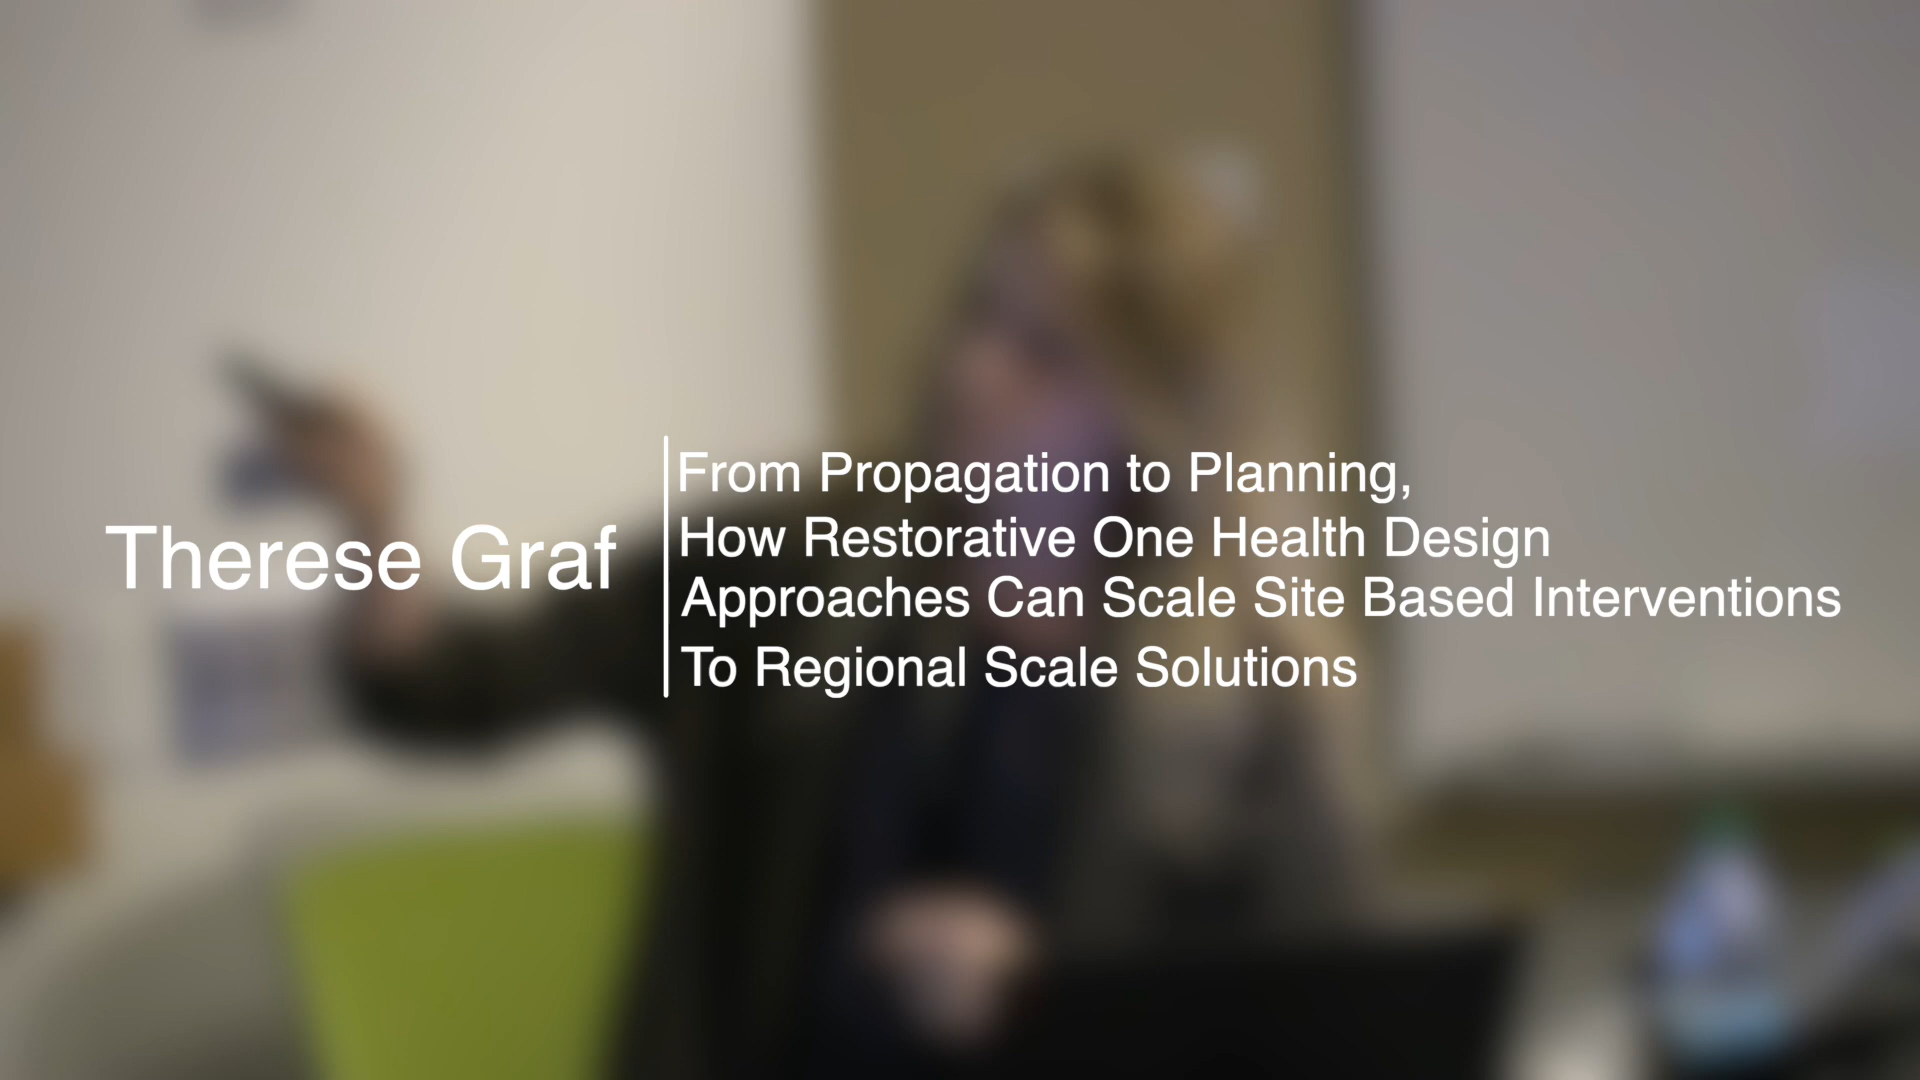 Therese Graf
From Propagation to Planning,
How Restorative One Health Design
Approaches Can Scale Site Based Interventions
To Regional Scale Solutions